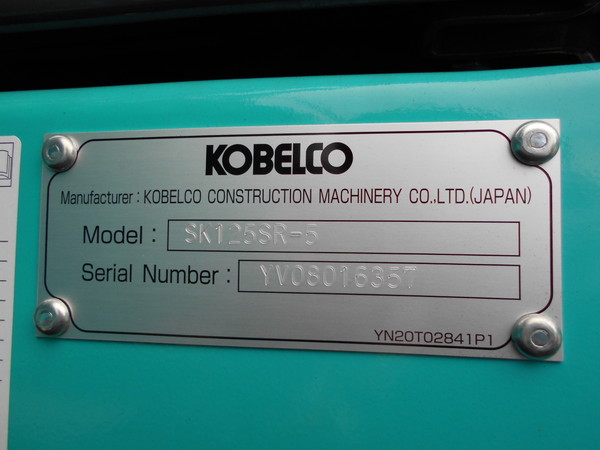 KOBELCO
Manufacturer : KOBELCO CONSTRUCTION MACHINERY CO.,LTD.(JAPAN)
Model : SK125SR-5
Serial Number : YV08016357
YN20T02841P1